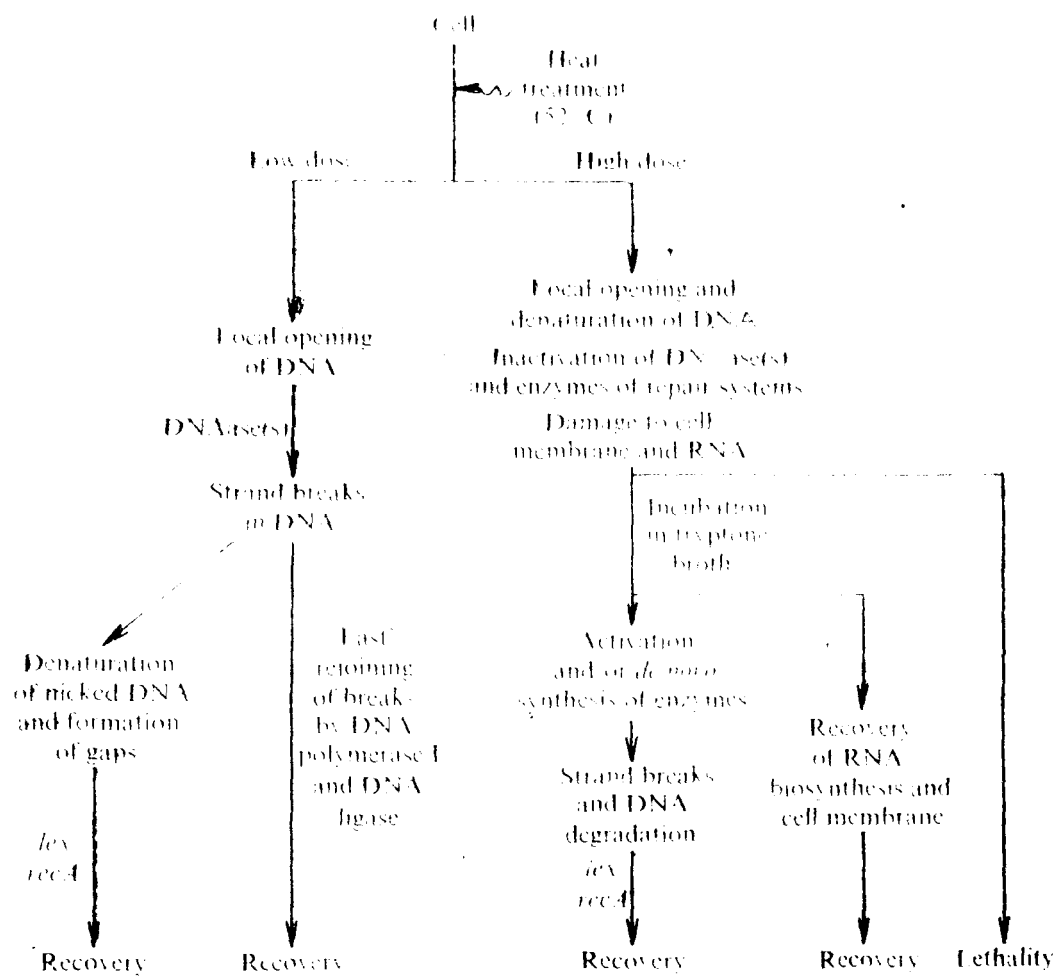 Cell
Heat
treatment
(52 C)
Low dose
High dose
Local opening
of DNA
DNAase(s)
Strand breaks
in DNA
Denaturation
of nicked DNA
and formation
of gaps
lex
recA
Recovery
Fast
rejoining
of breaks
by DNA
polymerase I
and DNA
ligase
Recovery
Local opening and
denaturation of DNA
Inactivation of DNAase(s)
and enzymes of repair systems
Damage to cell
membrane and RNA
Incubation
in tryptone
broth
Activation
and or de novo
synthesis of enzymes
Strand breaks
and DNA
degradation
lex
recA
Recovery
Recovery
of RNA
biosynthesis and
cell membrane
Recovery
Lethality